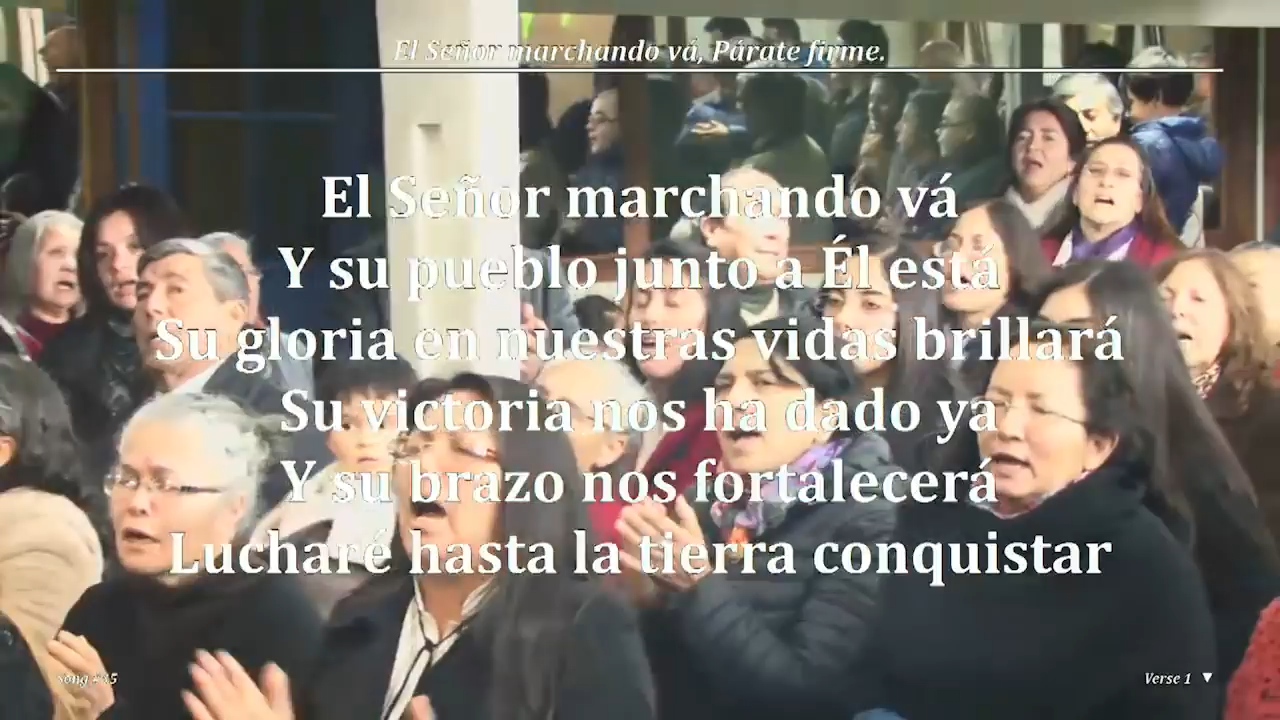 El Señor marchando vá, Párate firme.
El Señor marchando vá
Y su pueblo junto a Él está
Su gloria en nuestras vidas brillará
Su victoria nos ha dado ya
Y su brazo nos fortalecerá
Lucharé hasta la tierra conquistar
Song
Verse 1 ▼